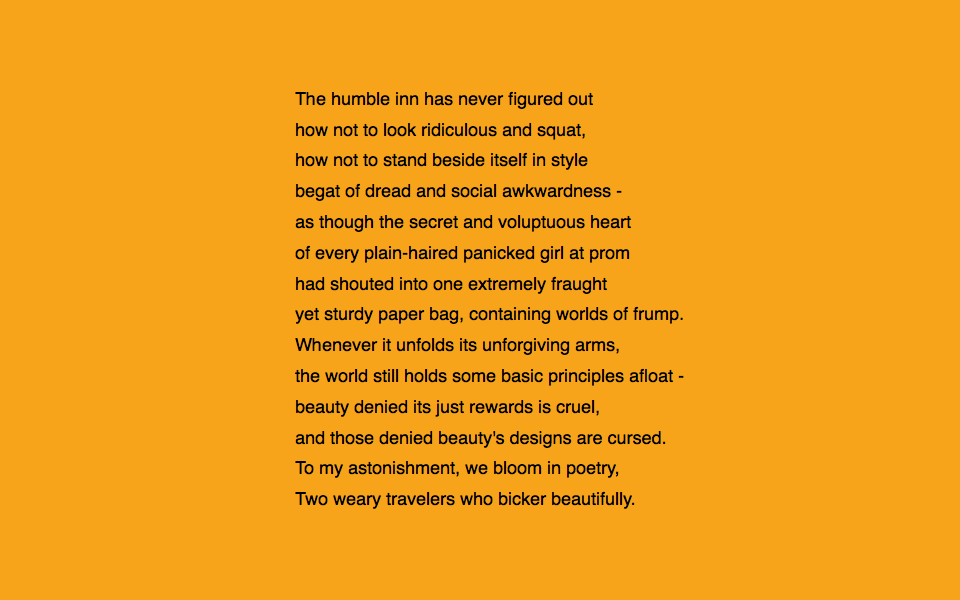 The humble inn has never figured out
how not to look ridiculous and squat,
how not to stand beside itself in style
begat of dread and social awkwardness -
as though the secret and voluptuous heart
of every plain-haired panicked girl at prom
had shouted into one extremely fraught
yet sturdy paper bag, containing worlds of frump.
Whenever it unfolds its unforgiving arms,
the world still holds some basic principles afloat -
beauty denied its just rewards is cruel,
and those denied beauty's designs are cursed.
To my astonishment, we bloom in poetry,
Two weary travelers who bicker beautifully.